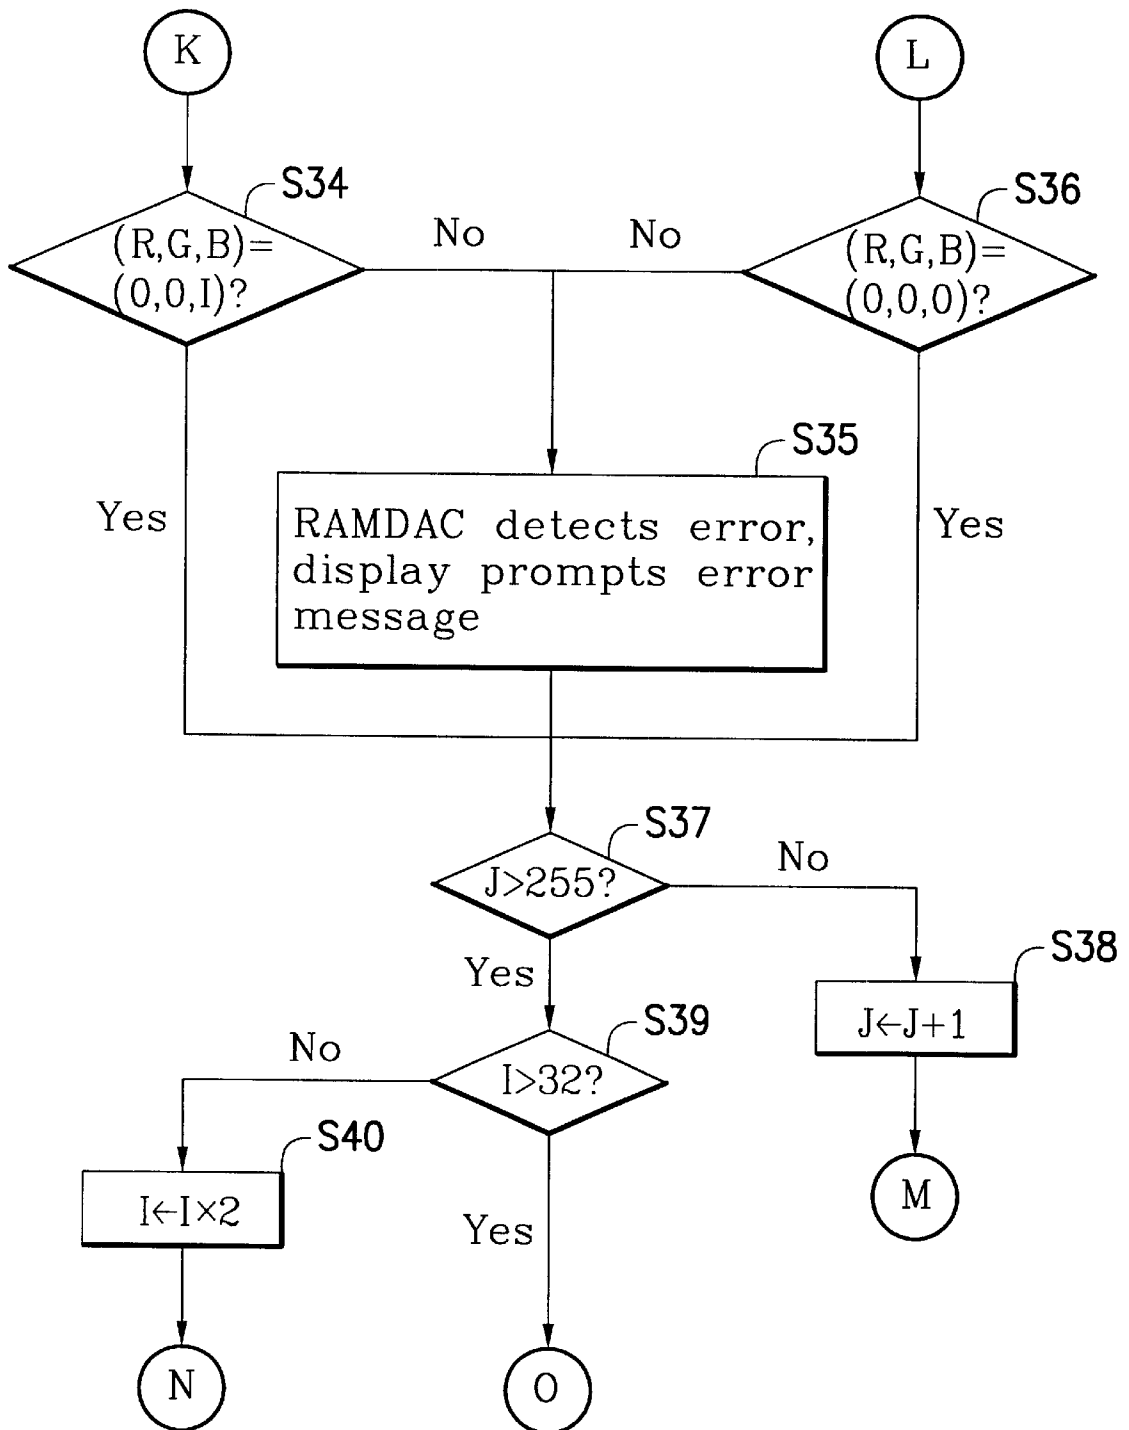 K
L
S34
S36
(R,G,B)=
(0,0,I)?
No
No
(R,G,B)=
(0,0,0)?
S35
Yes
RAMDAC detects error,
display prompts error
message
Yes
S37
J>255?
No
Yes
S38
J←J+1
S39
No
I>32?
S40
I←I×2
Yes
M
N
O